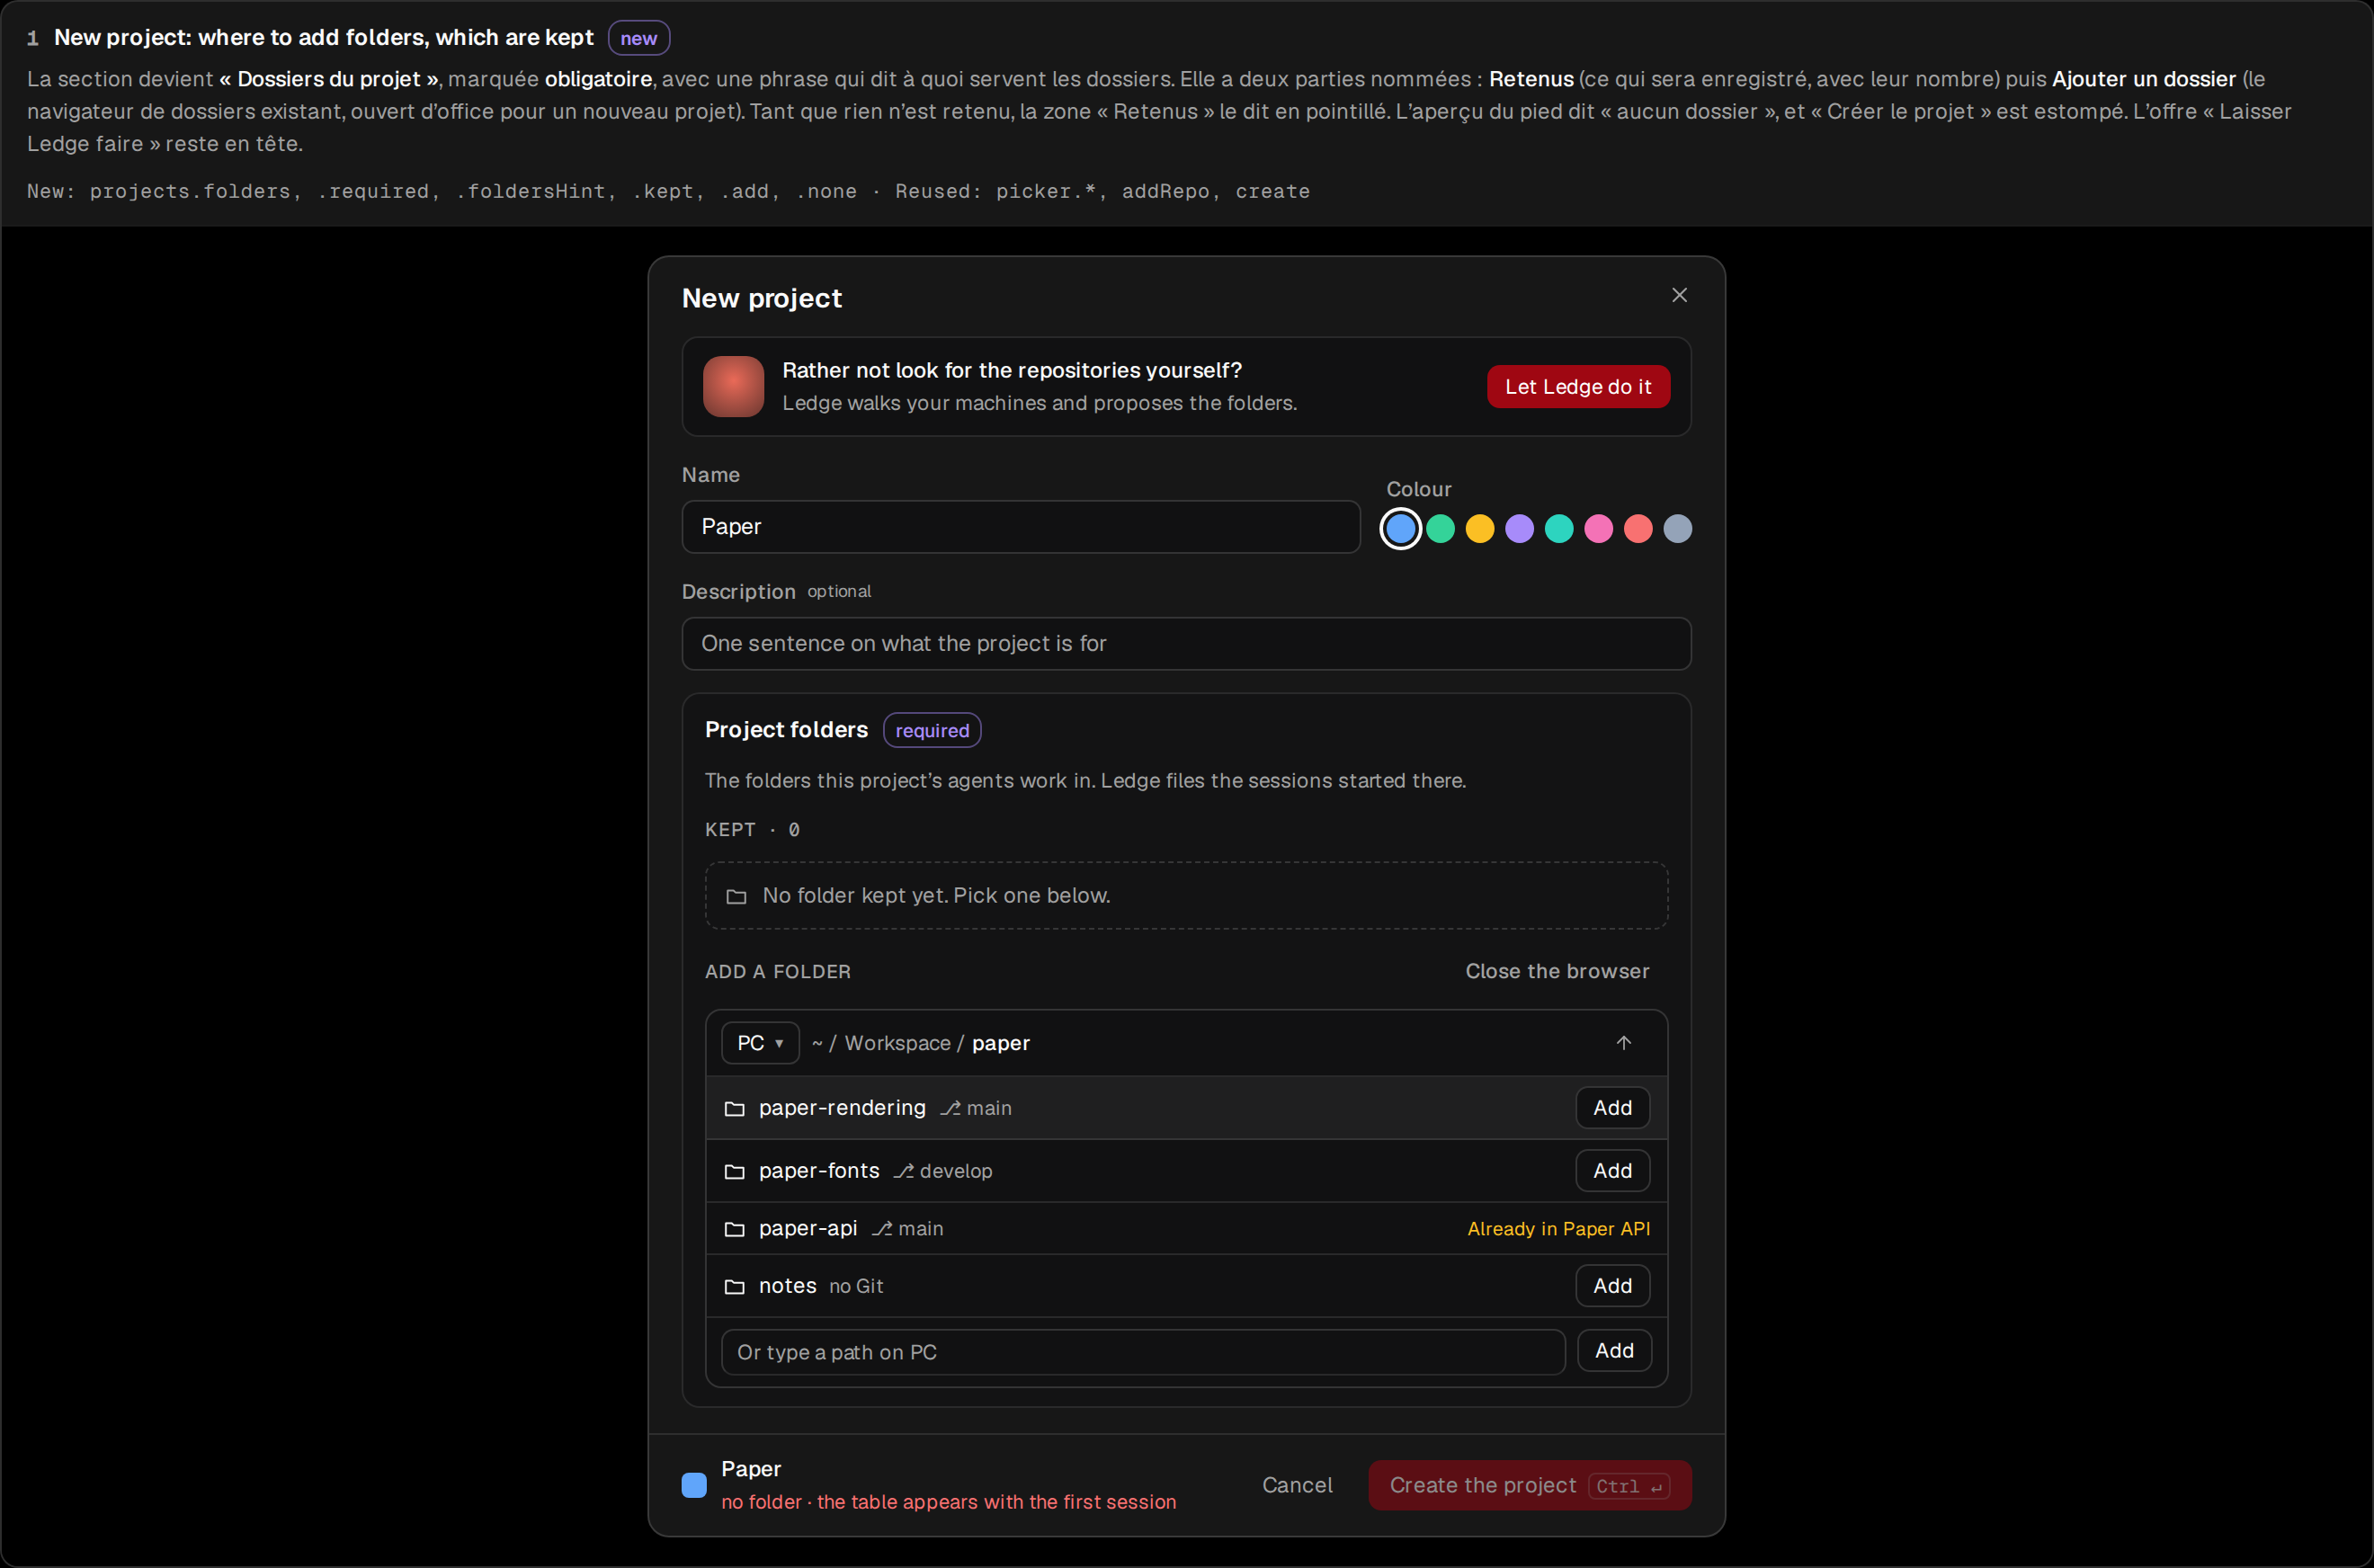 1 New project: where to add folders, which are kept new
La section devient « Dossiers du projet », marquée obligatoire, avec une phrase qui dit à quoi servent les dossiers. Elle a deux parties nommées : Retenus (ce qui sera enregistré, avec leur nombre) puis Ajouter un dossier (le
navigateur de dossiers existant, ouvert d’office pour un nouveau projet). Tant que rien n’est retenu, la zone « Retenus » le dit en pointillé. L’aperçu du pied dit « aucun dossier », et « Créer le projet » est estompé. L’offre « Laisser
Ledge faire » reste en tête.
New: projects.folders, .required, .foldersHint, .kept, .add, .none · Reused: picker.*, addRepo, create
New project
Rather not look for the repositories yourself?
Ledge walks your machines and proposes the folders.
Let Ledge do it
Name
Colour
Paper
Description optional
One sentence on what the project is for
Project folders required
The folders this project’s agents work in. Ledge files the sessions started there.
KEPT · 0
No folder kept yet. Pick one below.
ADD A FOLDER Close the browser
PC ▾ ~ / Workspace / paper ↑
paper-rendering ⎇ main Add
paper-fonts ⎇ develop Add
paper-api ⎇ main Already in Paper API
notes no Git Add
Or type a path on PC Add
Paper
no folder · the table appears with the first session
Cancel Create the project Ctrl ↵